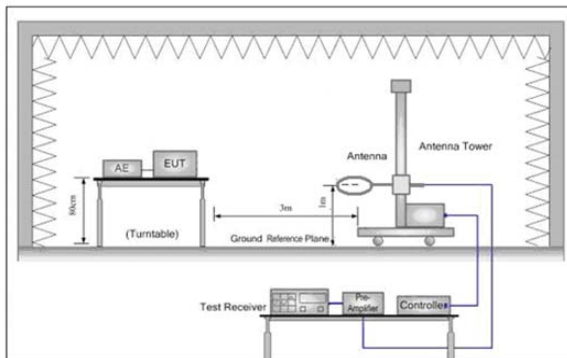 Antenna Tower
Antenna
AE
EUT
80cm
(Turntable)
3m
1m
Ground Reference Plane
Test Receiver
Pre-
Amplifier
Controller